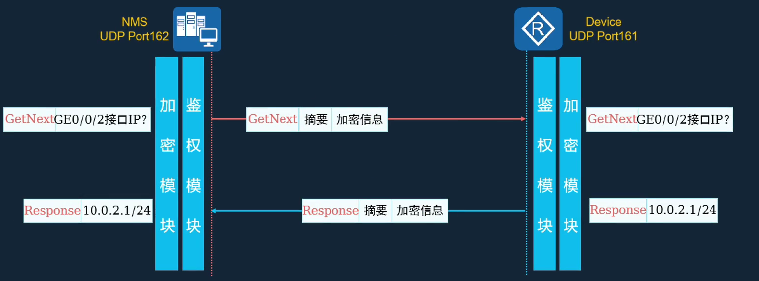 NMS
UDP Port162
R
Device
UDP Port161
加密模块
鉴权模块
鉴权模块
加密模块
GetNext GE0/0/2接口IP?
GetNext 摘要 加密信息
GetNext GE0/0/2接口IP?
Response 10.0.2.1/24
Response 摘要 加密信息
Response 10.0.2.1/24